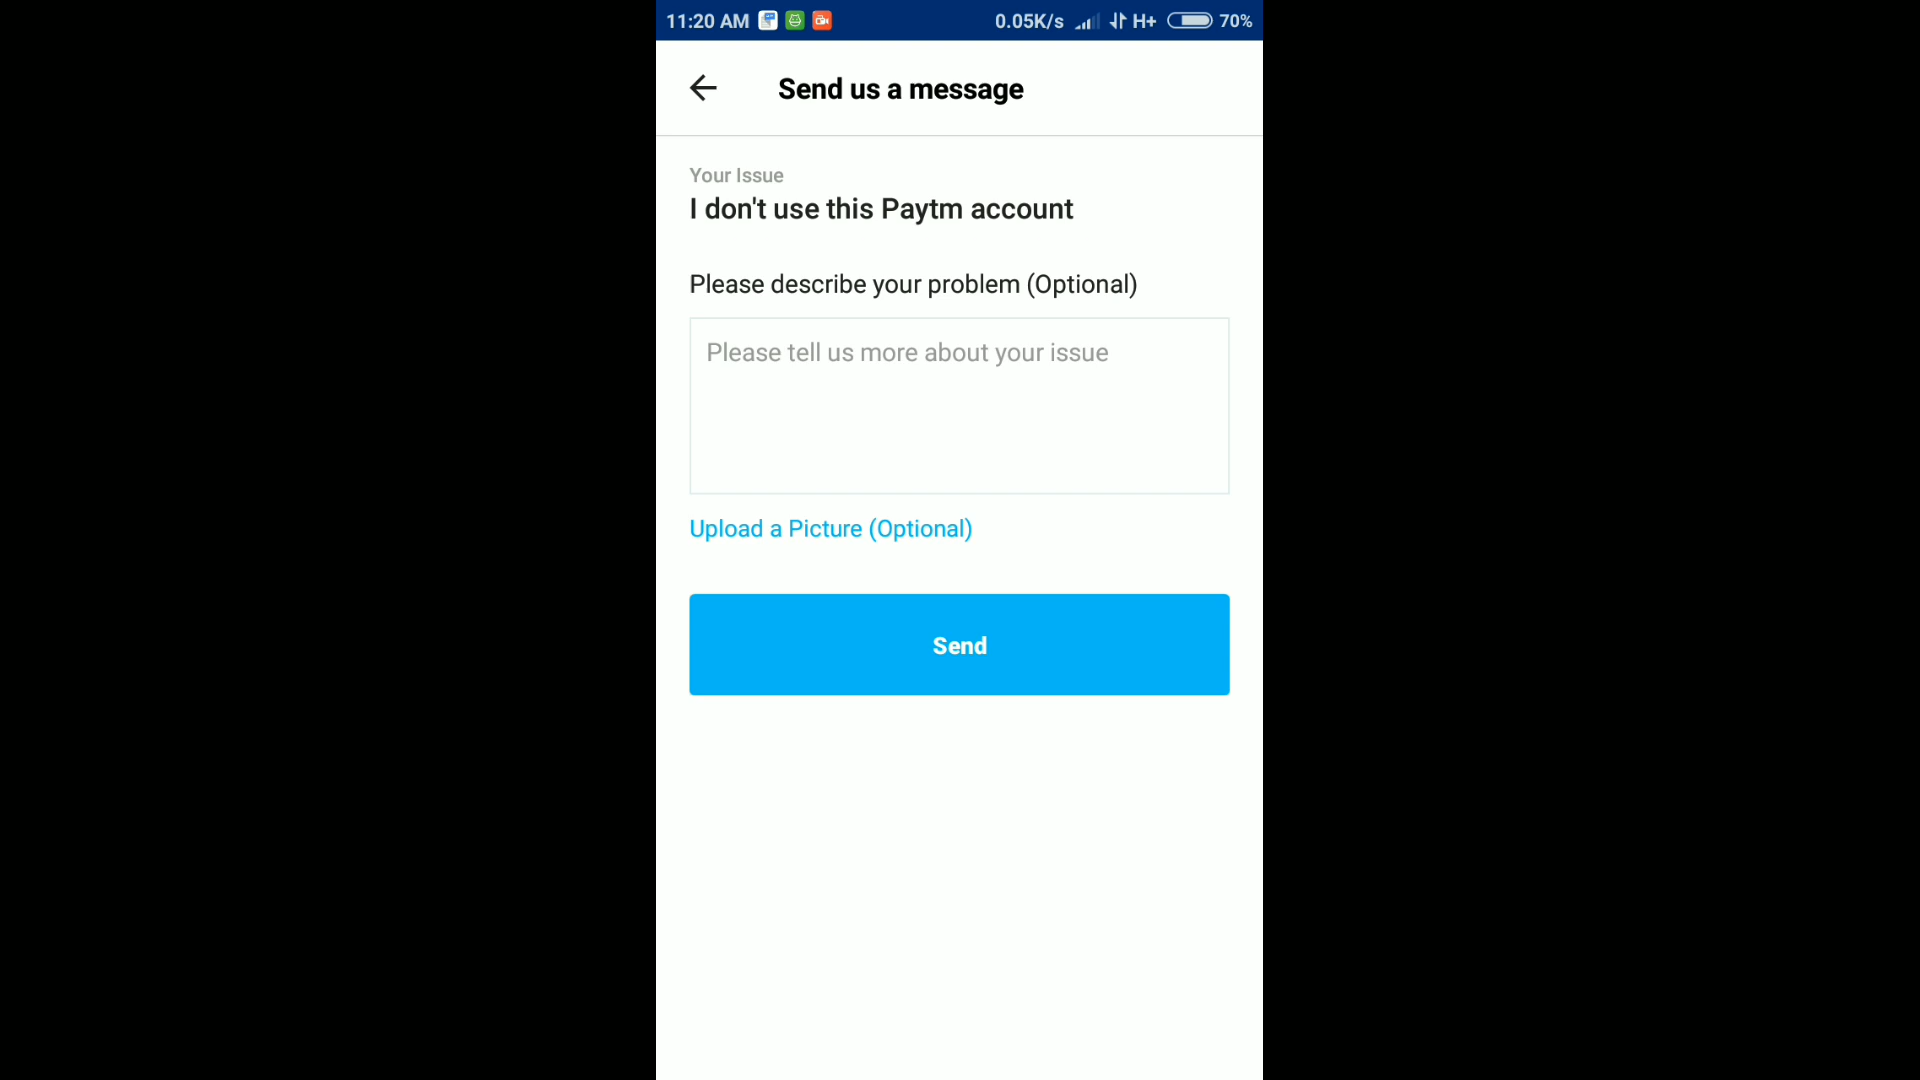 11:20 AM 0.05K/s H+ 70%
Send us a message
Your Issue
I don't use this Paytm account
Please describe your problem (Optional)
Please tell us more about your issue
Upload a Picture (Optional)
Send